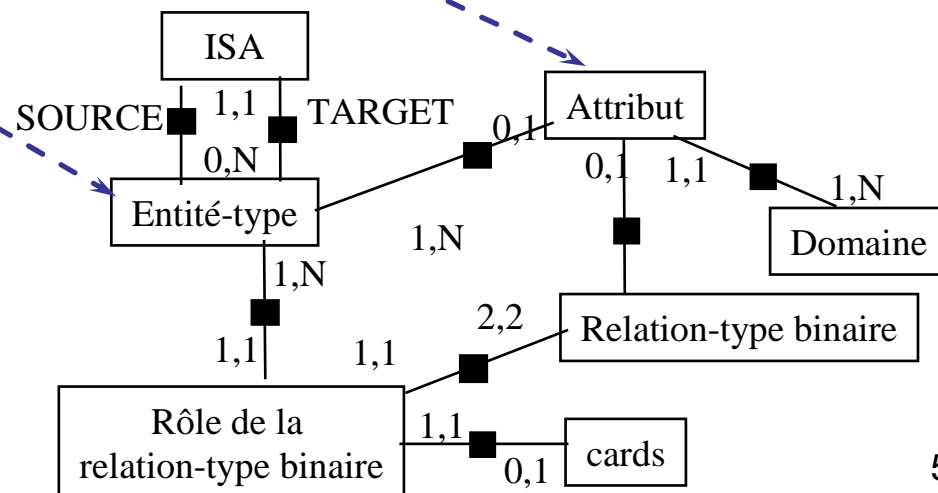 ISA
SOURCE
1,1
TARGET
0,N
Attribut
0,1
0,1
1,1
1,N
Entité-type
1,N
Domaine
1,N
2,2
Relation-type binaire
1,1
1,1
Rôle de la
relation-type binaire
1,1
0,1
cards
5